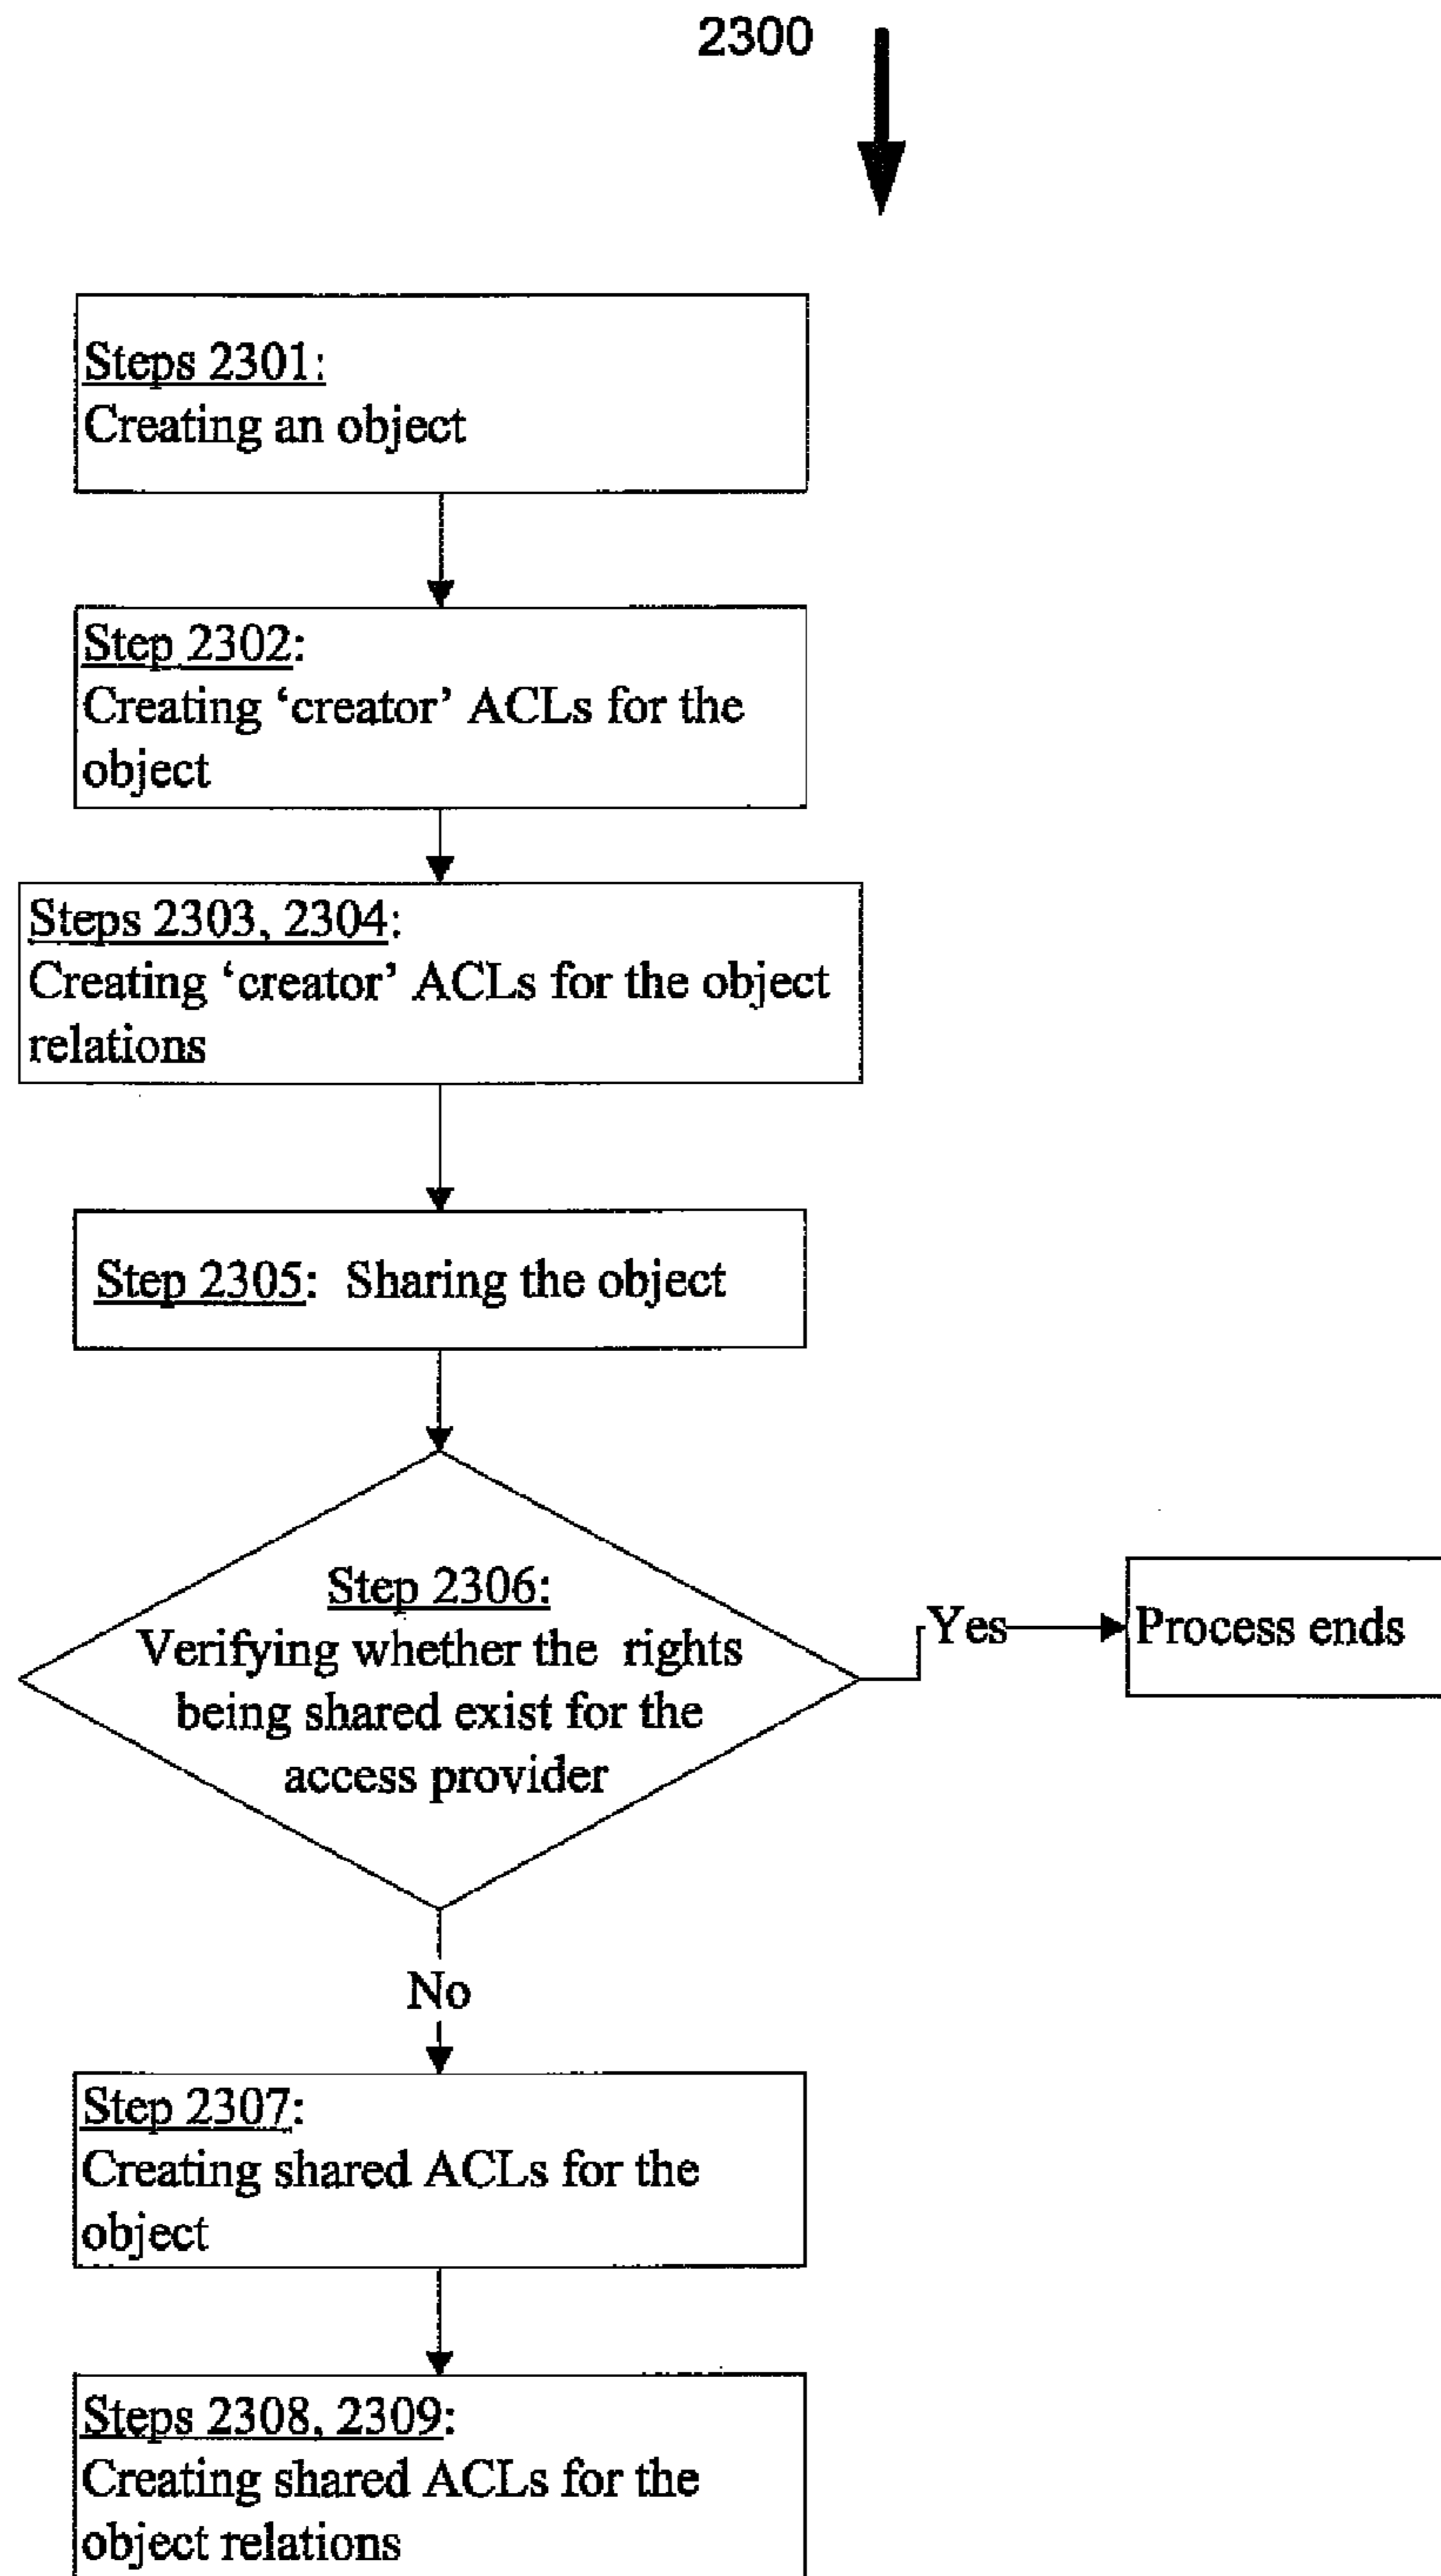 2300
Steps 2301:
Creating an object
Step 2302:
Creating ‘creator’ ACLs for the
object
Steps 2303, 2304:
Creating ‘creator’ ACLs for the object
relations
Step 2305: Sharing the object
Step 2306:
Verifying whether the rights
being shared exist for the
access provider
Yes
Process ends
No
Step 2307:
Creating shared ACLs for the
object
Steps 2308, 2309:
Creating shared ACLs for the
object relations